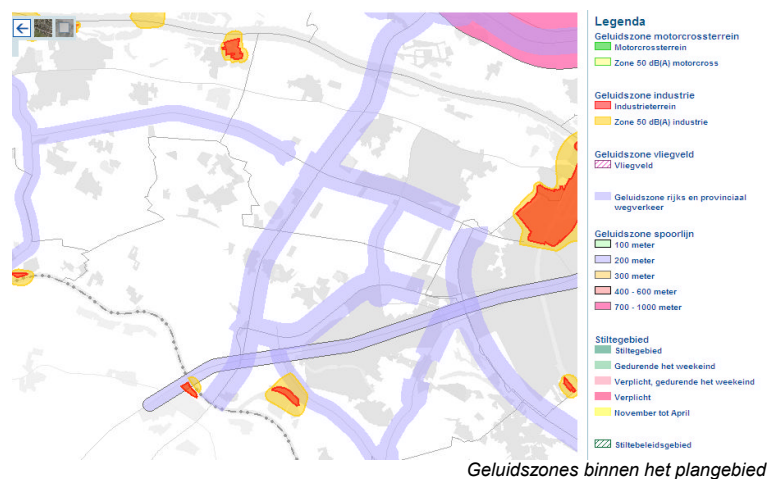 Legenda
Geluidszone motorcrossterrein
Motorcrossterrein
Zone 50 dB(A) motorcross
Geluidszone industrie
Industrieterrein
Zone 50 dB(A) industrie
Geluidszone vliegveld
Vliegveld
Geluidszone rijks en provinciaal
wegverkeer
Geluidszone spoorlijn
100 meter
200 meter
300 meter
400 - 600 meter
700 - 1000 meter
Stiltegebied
Stiltegebied
Gedurende het weekeind
Verplicht, gedurende het weekeind
Verplicht
November tot April
Stiltebeleidsgebied
Geluidszones binnen het plangebied